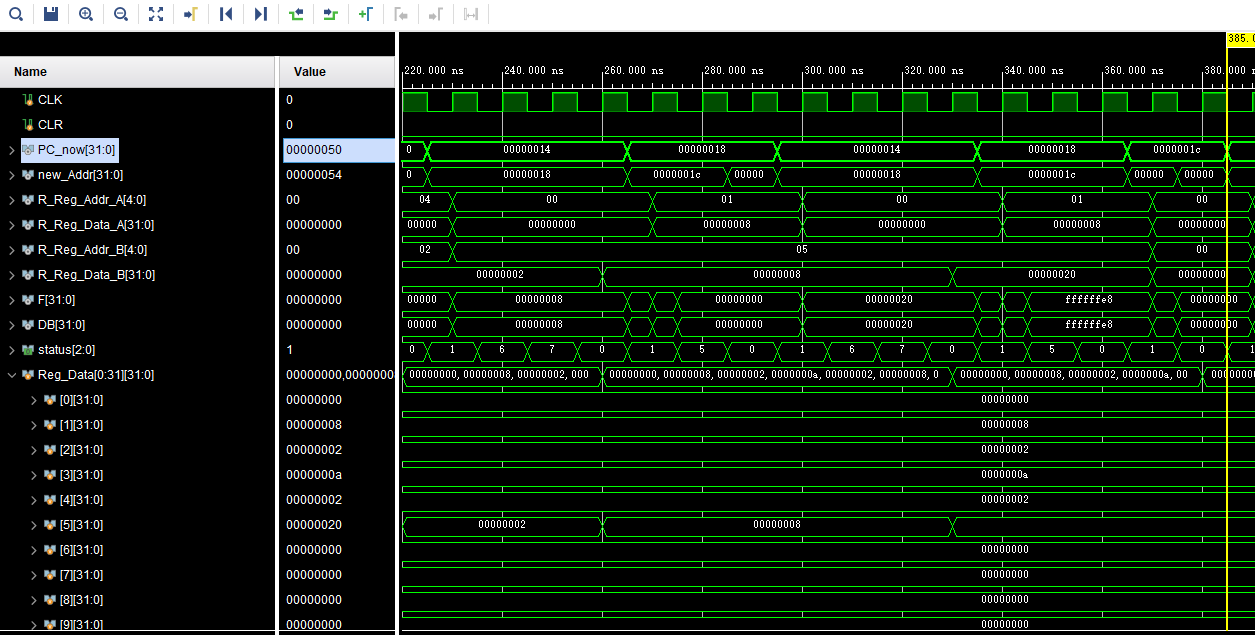 385.0
Name Value
220.000 ns 240.000 ns 260.000 ns 280.000 ns 300.000 ns 320.000 ns 340.000 ns 360.000 ns 380.000
CLK 0
CLR 0
PC_now[31:0] 00000050 0 00000014 00000018 00000014 00000018 0000001c
new_Addr[31:0] 00000054 0 00000018 0000001c 00000 00000018 0000001c 00000 00000
R_Reg_Addr_A[4:0] 00 04 00 01 00 01 00
R_Reg_Data_A[31:0] 00000000 00000 00000000 00000008 00000000 00000008 00000000
R_Reg_Addr_B[4:0] 00 02 05 00
R_Reg_Data_B[31:0] 00000000 00000002 00000008 00000020 00000000
F[31:0] 00000000 00000 00000008 00000000 00000020 ffffffe8 00000000
DB[31:0] 00000000 00000 00000008 00000000 00000020 ffffffe8 00000000
status[2:0] 1 0 1 6 7 0 1 5 0 1 6 7 0 1 5 0 1 0 1
Reg_Data[0:31][31:0] 00000000,0000000 00000000,00000008,00000002,000 00000000,00000008,00000002,0000000a,00000002,00000008,0 00000000,00000008,00000002,0000000a,00 0000000
[0][31:0] 00000000 00000000
[1][31:0] 00000008 00000008
[2][31:0] 00000002 00000002
[3][31:0] 0000000a 0000000a
[4][31:0] 00000002 00000002
[5][31:0] 00000020 00000002 00000008
[6][31:0] 00000000 00000000
[7][31:0] 00000000 00000000
[8][31:0] 00000000 00000000
[9][31:0] 00000000 00000000